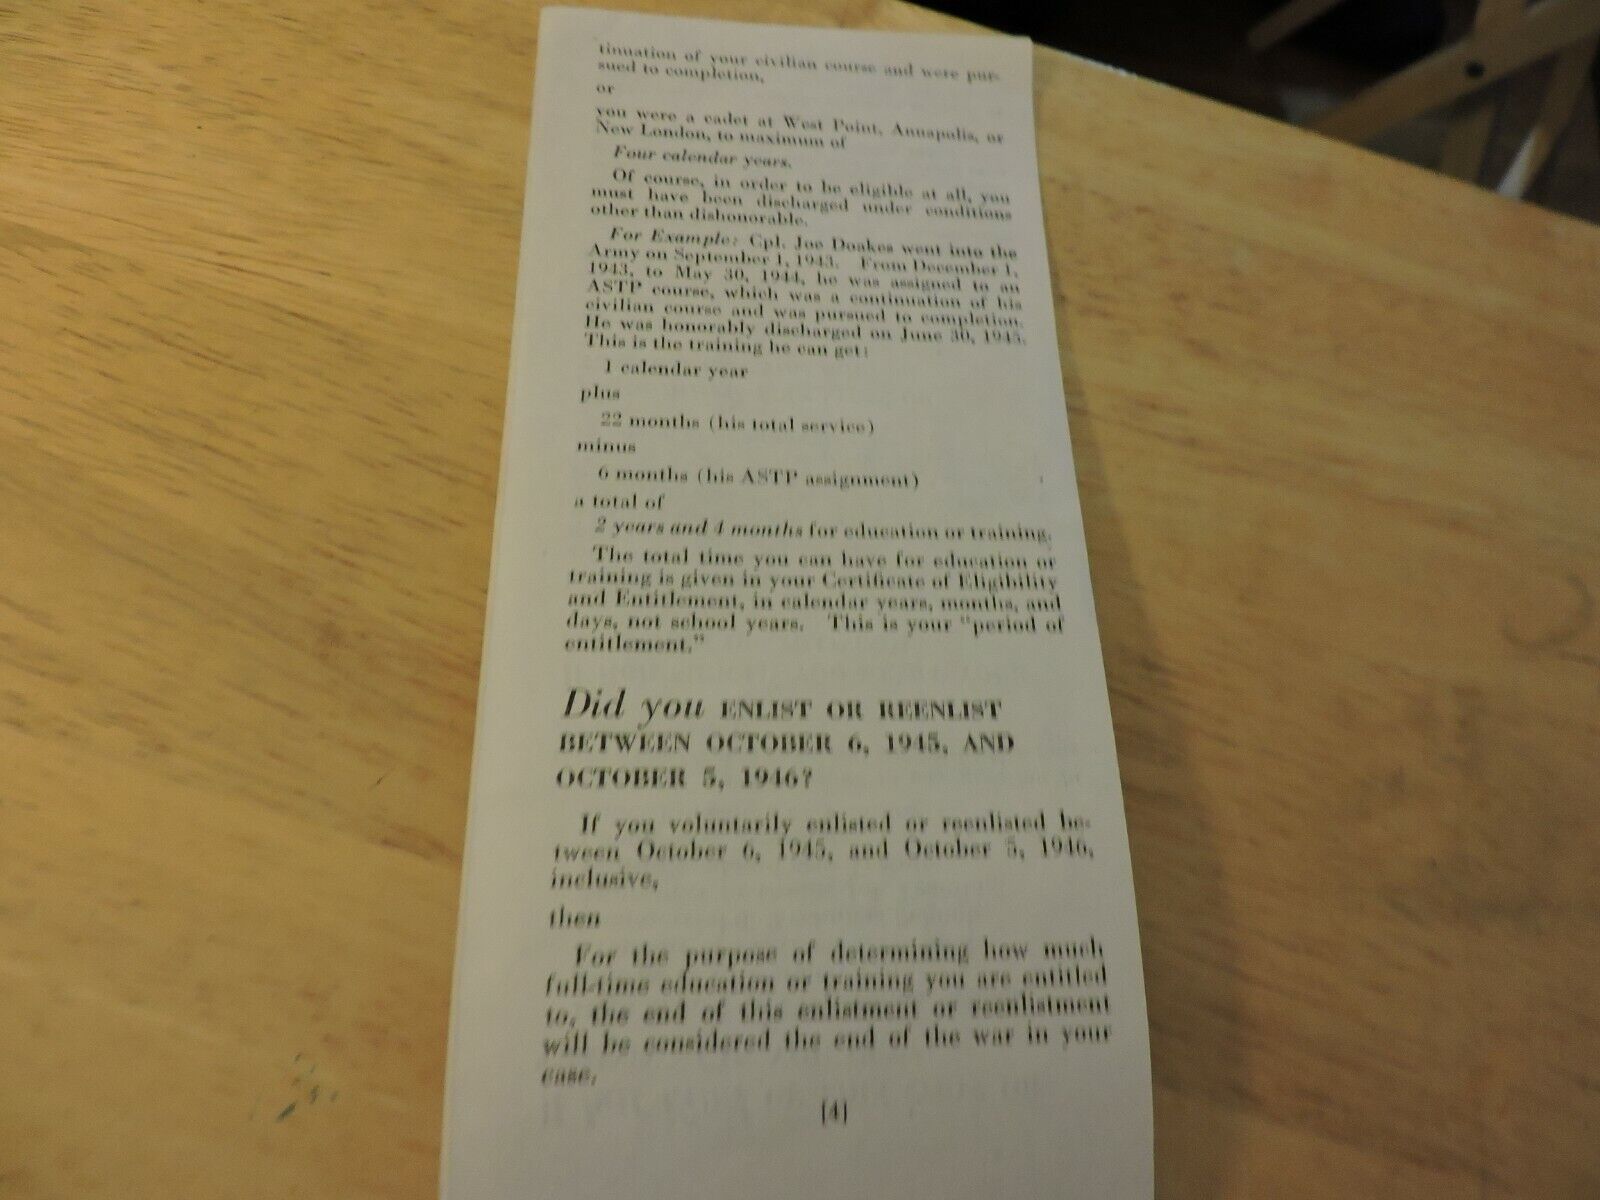 tinuation of your civilian course and were pur-
sued to completion,
or
you were a cadet at West Point, Annapolis, or
New London, to maximum of
Four calendar years.
Of course, in order to be eligible at all, you
must have been discharged under conditions
other than dishonorable.
For Example: Cpl. Joe Doakes went into the
Army on September 1, 1943. From December 1,
1943, to May 30, 1944, he was assigned to an
ASTP course, which was a continuation of his
civilian course and was pursued to completion.
He was honorably discharged on June 30, 1945.
This is the training he can get:
1 calendar year
plus
22 months (his total service)
minus
6 months (his ASTP assignment)
a total of
2 years and 4 months for education or training.
The total time you can have for education or
training is given in your Certificate of Eligibility
and Entitlement, in calendar years, months, and
days, not school years. This is your "period of
entitlement."
Did you ENLIST OR REENLIST
BETWEEN OCTOBER 6, 1945, AND
OCTOBER 5, 1946?
If you voluntarily enlisted or reenlisted be-
tween October 6, 1945, and October 5, 1946,
inclusive,
then
For the purpose of determining how much
full-time education or training you are entitled
to, the end of this enlistment or reenlistment
will be considered the end of the war in your
case.
[4]